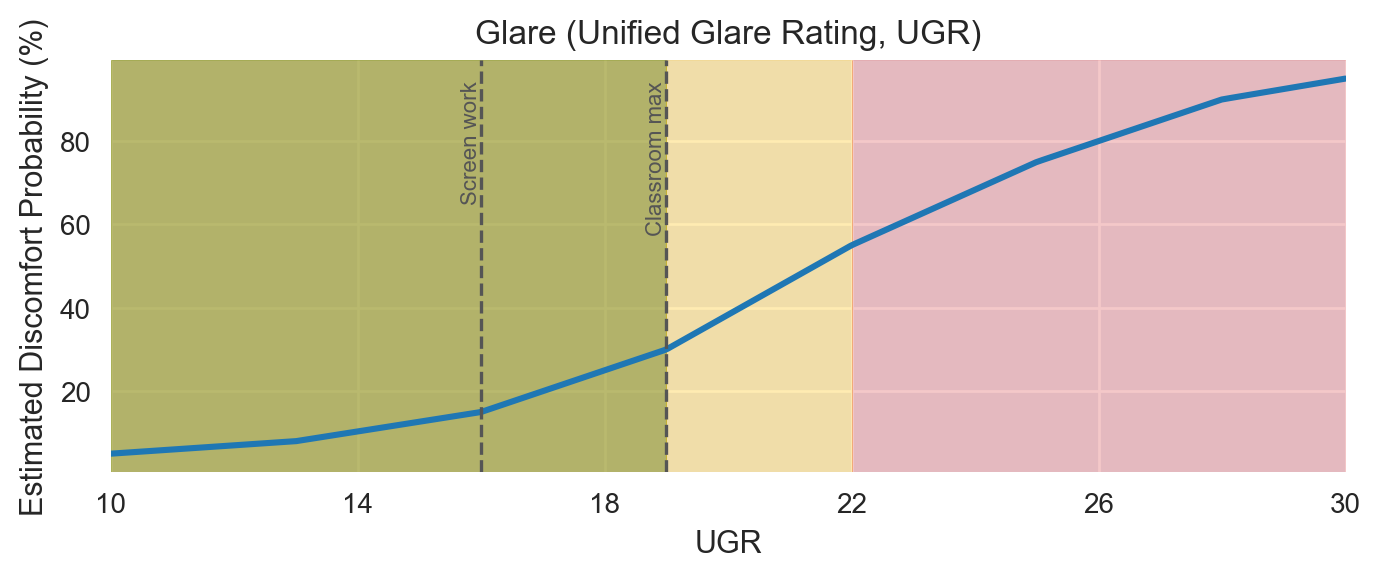 Glare (Unified Glare Rating, UGR)
Estimated Discomfort Probability (%)
80
60
40
20
Screen work
Classroom max
10 14 18 22 26 30
UGR